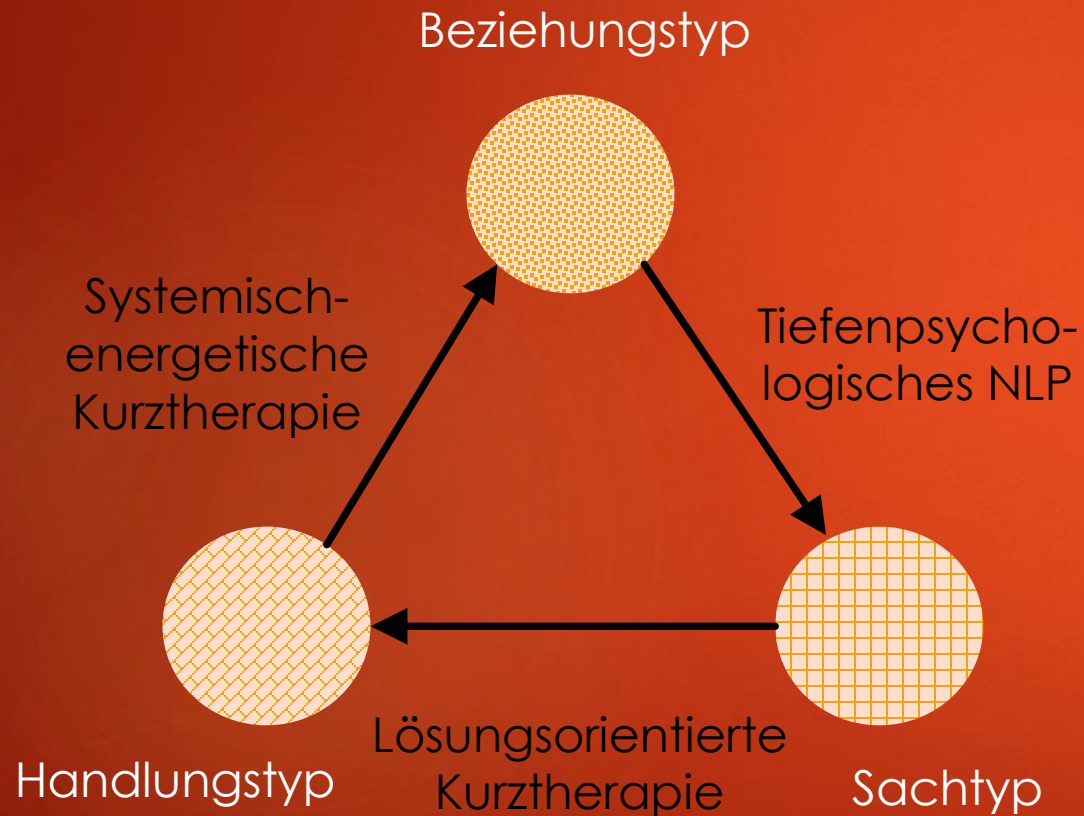 Beziehungstyp
Systemisch-
energetische
Kurztherapie
Tiefenpsycho-
logisches NLP
Lösungsorientierte
Kurztherapie
Handlungstyp
Sachtyp